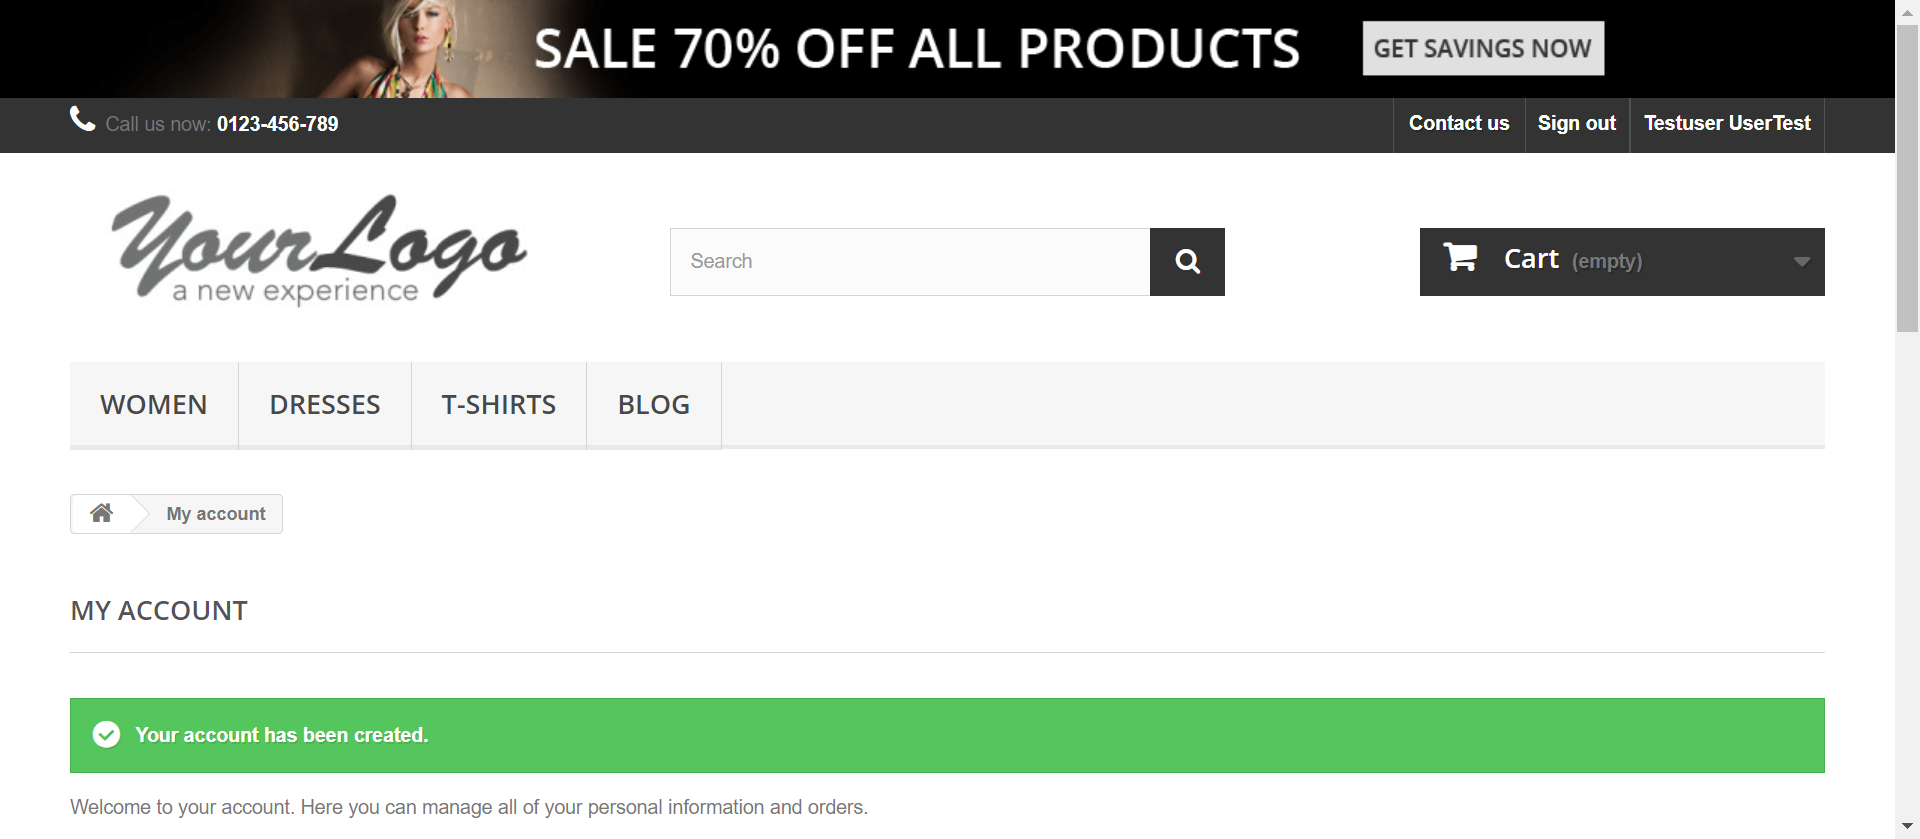 SALE 70% OFF ALL PRODUCTS
GET SAVINGS NOW
Call us now: 0123-456-789
Contact us
Sign out
Testuser UserTest
Your Logo
a new experience
Search
Cart (empty)
WOMEN
DRESSES
T-SHIRTS
BLOG
My account
MY ACCOUNT
Your account has been created.
Welcome to your account. Here you can manage all of your personal information and orders.